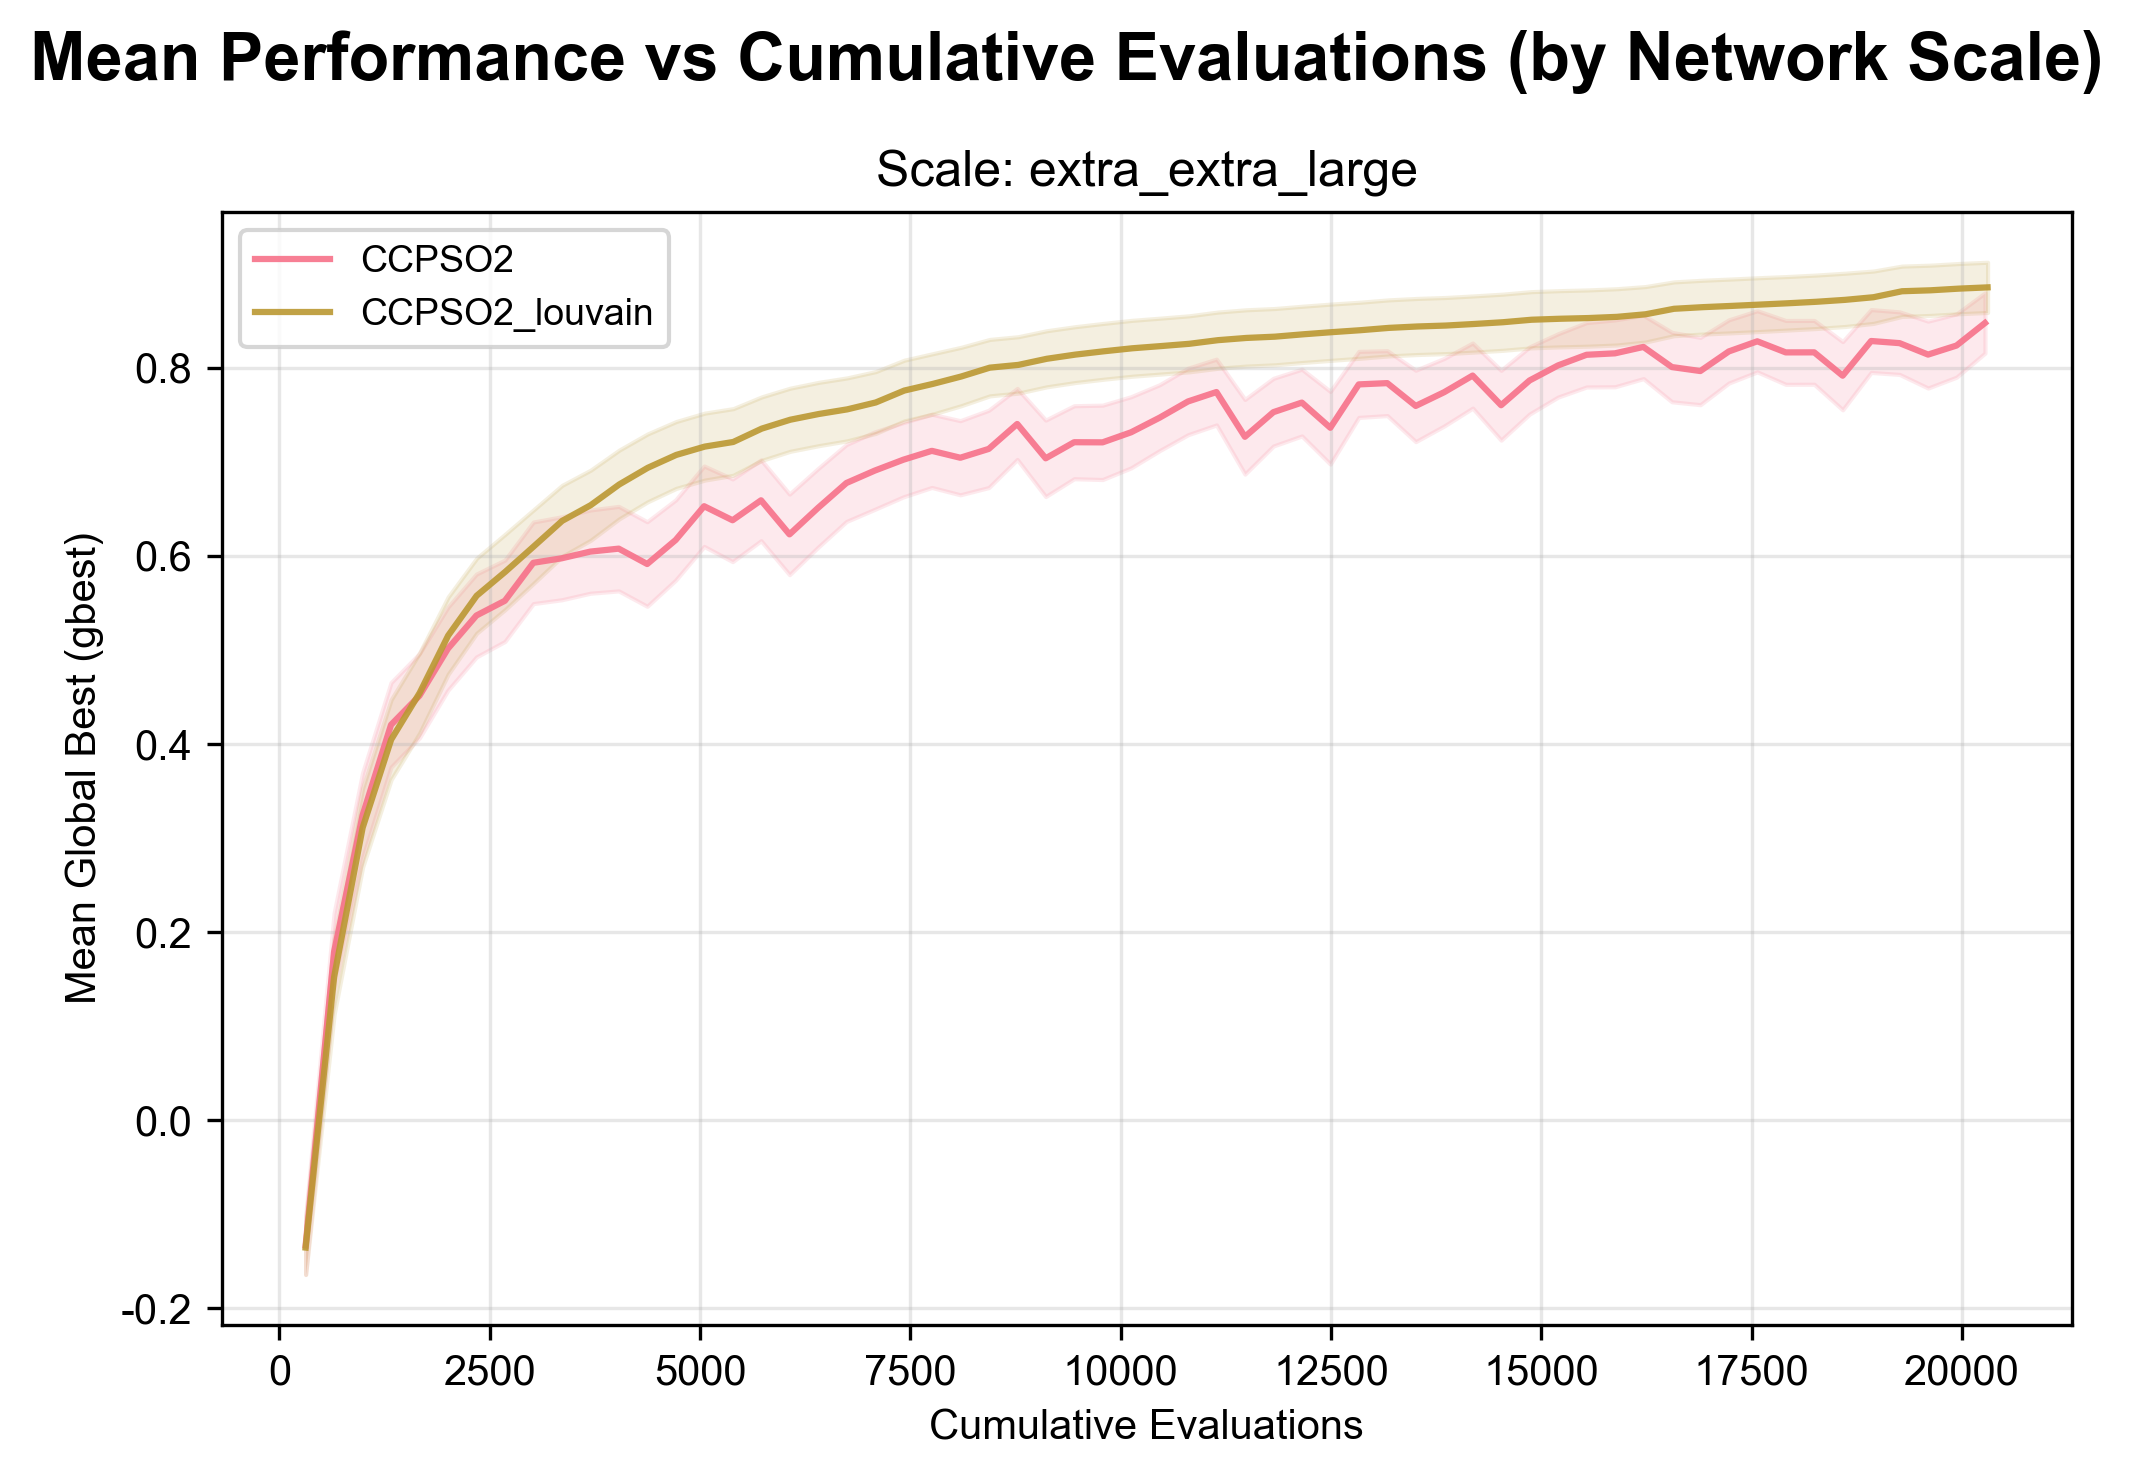 Mean Performance vs Cumulative Evaluations (by Network Scale)
Scale: extra_extra_large
CCPSO2
CCPSO2_louvain
Mean Global Best (gbest)
0.8
0.6
0.4
0.2
0.0
-0.2
0 2500 5000 7500 10000 12500 15000 17500 20000
Cumulative Evaluations